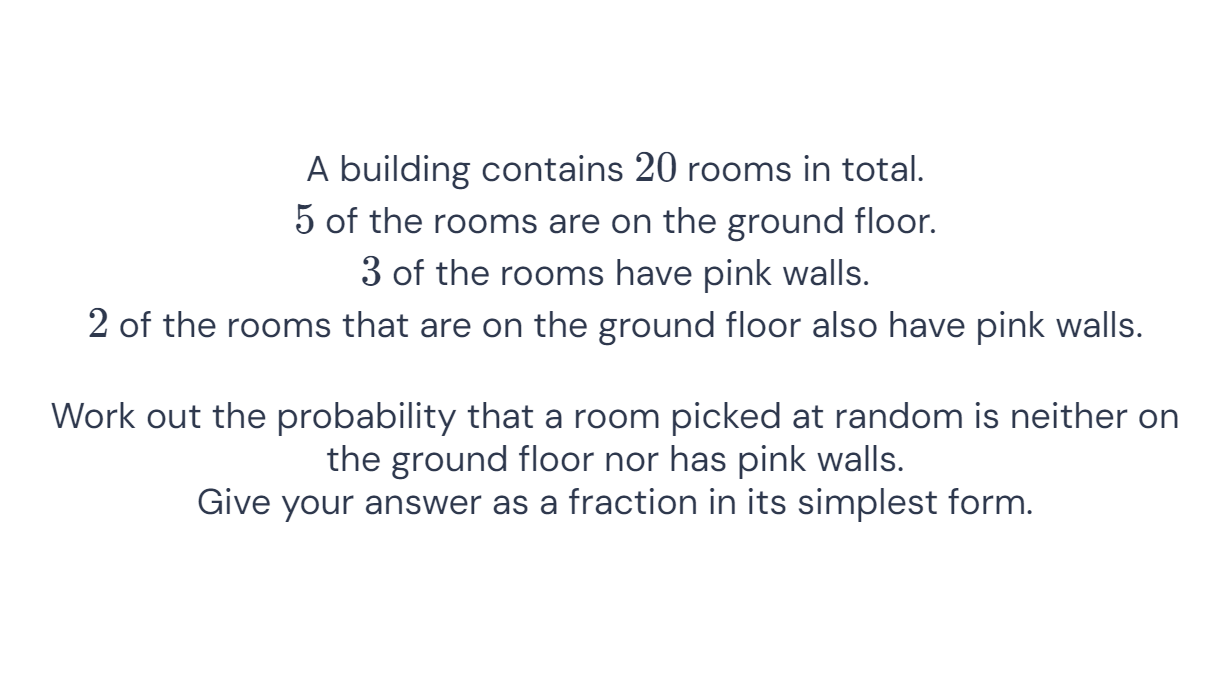 A building contains 20 rooms in total.
5 of the rooms are on the ground floor.
3 of the rooms have pink walls.
2 of the rooms that are on the ground floor also have pink walls.
Work out the probability that a room picked at random is neither on
the ground floor nor has pink walls.
Give your answer as a fraction in its simplest form.